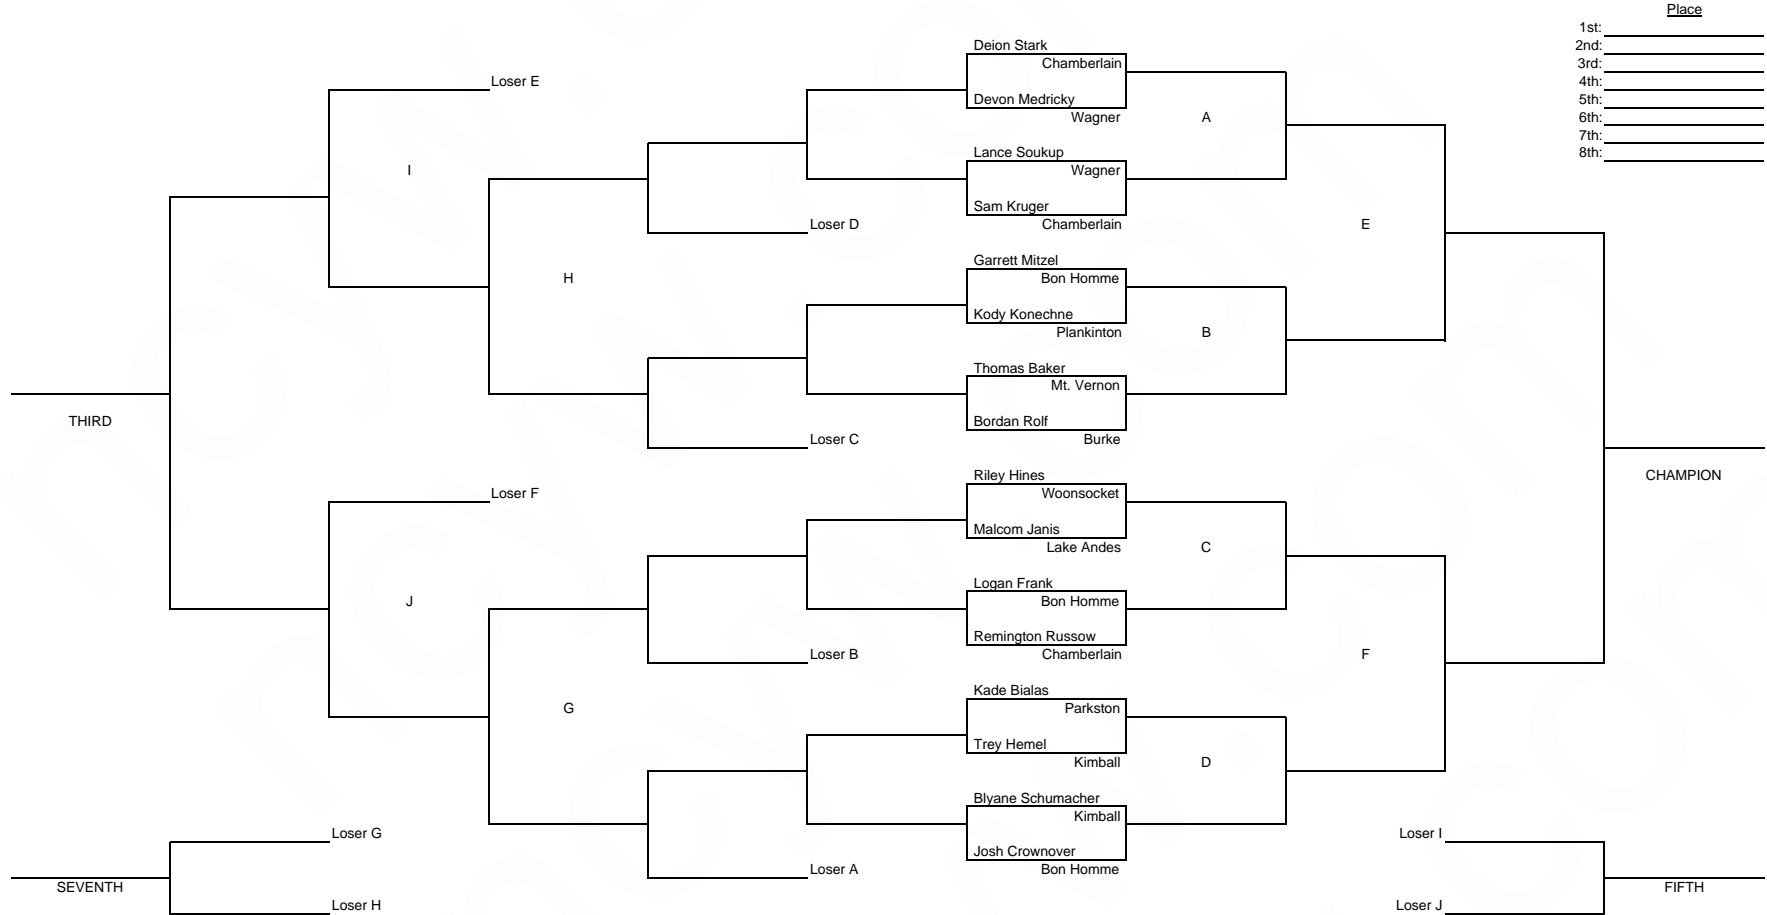 Place
1st:
2nd:
3rd:
4th:
5th:
6th:
7th:
8th:
Deion Stark
Chamberlain
Loser E
Devon Medricky
Wagner
A
Lance Soukup
I
Wagner
Sam Kruger
Loser D
Chamberlain
E
Garrett Mitzel
H
Bon Homme
Kody Konechne
Plankinton
B
Thomas Baker
Mt. Vernon
THIRD
Bordan Rolf
Loser C
Burke
Riley Hines
CHAMPION
Loser F
Woonsocket
Malcom Janis
Lake Andes
C
Logan Frank
J
Bon Homme
Remington Russow
Loser B
Chamberlain
F
Kade Bialas
G
Parkston
Trey Hemel
Kimball
D
Blyane Schumacher
Kimball
Loser G
Loser I
Josh Crownover
Loser A
Bon Homme
SEVENTH
FIFTH
Loser H
Loser J